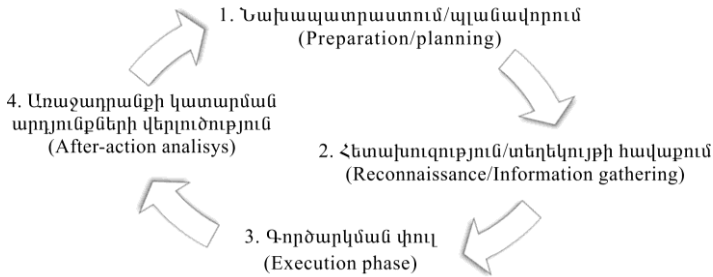 1. Նախապատրաստում/պլանավորում
(Preparation/planning)
2. Հետախուզություն/տեղեկույթի հավաքում
(Reconnaissance/Information gathering)
3. Գործարկման փուլ
(Execution phase)
4. Առաջադրանքի կատարման
արդյունքների վերլուծություն
(After-action analisys)